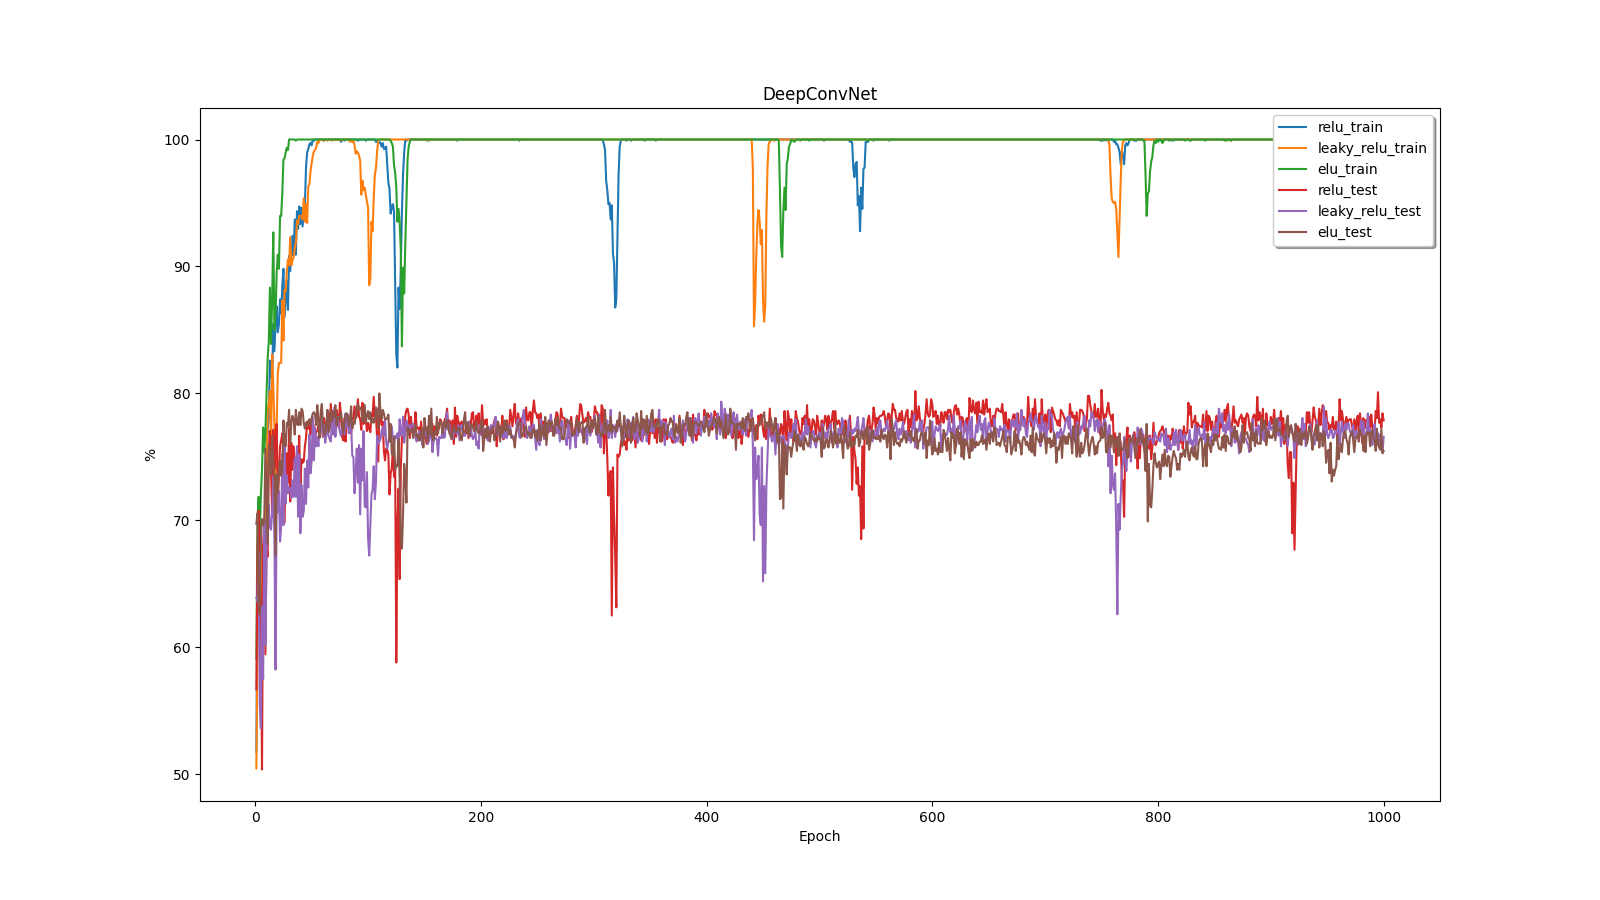 DeepConvNet
100
90
80
70
60
50
%
0
200
400
600
800
1000
Epoch
relu_train
leaky_relu_train
elu_train
relu_test
leaky_relu_test
elu_test